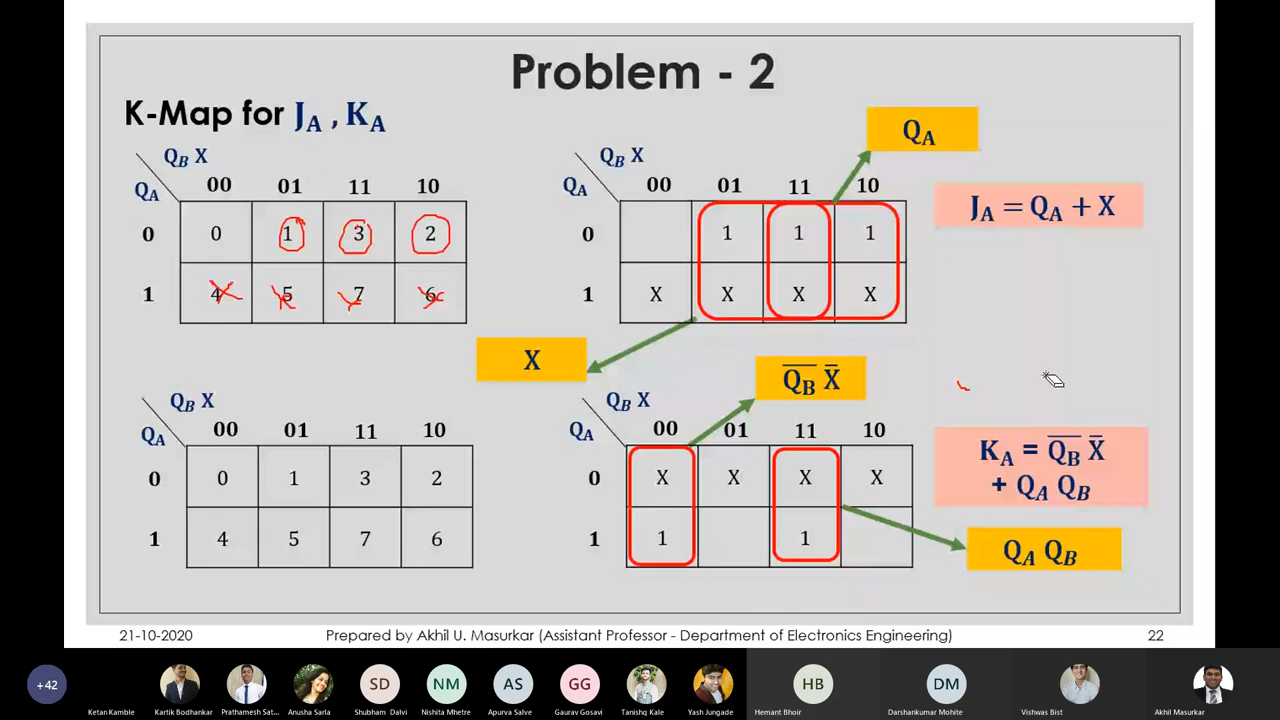 Problem - 2
K-Map for J_A , K_A
Q_B X
Q_A
00 01 11 10
0 0 1 3 2
1 4 5 7 6
Q_B X
Q_A
00 01 11 10
0 1 1 1
1 X X X X
Q_A
J_A = Q_A + X
X
Q_B X
Q_A
00 01 11 10
0 0 1 3 2
1 4 5 7 6
Q_B X
Q_A
00 01 11 10
0 X X X X
1 1 1
Q̅_B̅ X̅
K_A = Q̅_B̅ X̅
+ Q_A Q_B
Q_A Q_B
21-10-2020 Prepared by Akhil U. Masurkar (Assistant Professor - Department of Electronics Engineering) 22
+42 SD NM AS GG HB DM
Ketan Kamble Kartik Bodhankar Prathamesh Sat... Anusha Sarla Shubham Dalvi Nishita Mhetre Apurva Salve Gaurav Gosavi Tanishq Kale Yash Jungade Hemant Bhoir Darshankumar Mohite Vishwas Bist Akhil Masurkar